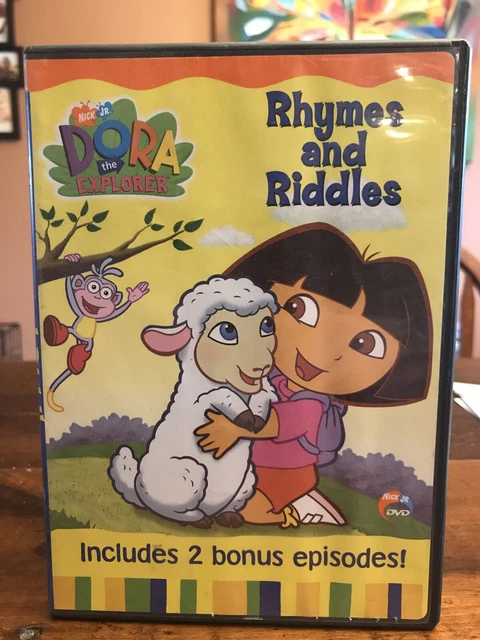 NICK JR.
DORA
the
EXPLORER
Rhymes
and
Riddles
NICK JR.
DVD
Includes 2 bonus episodes!